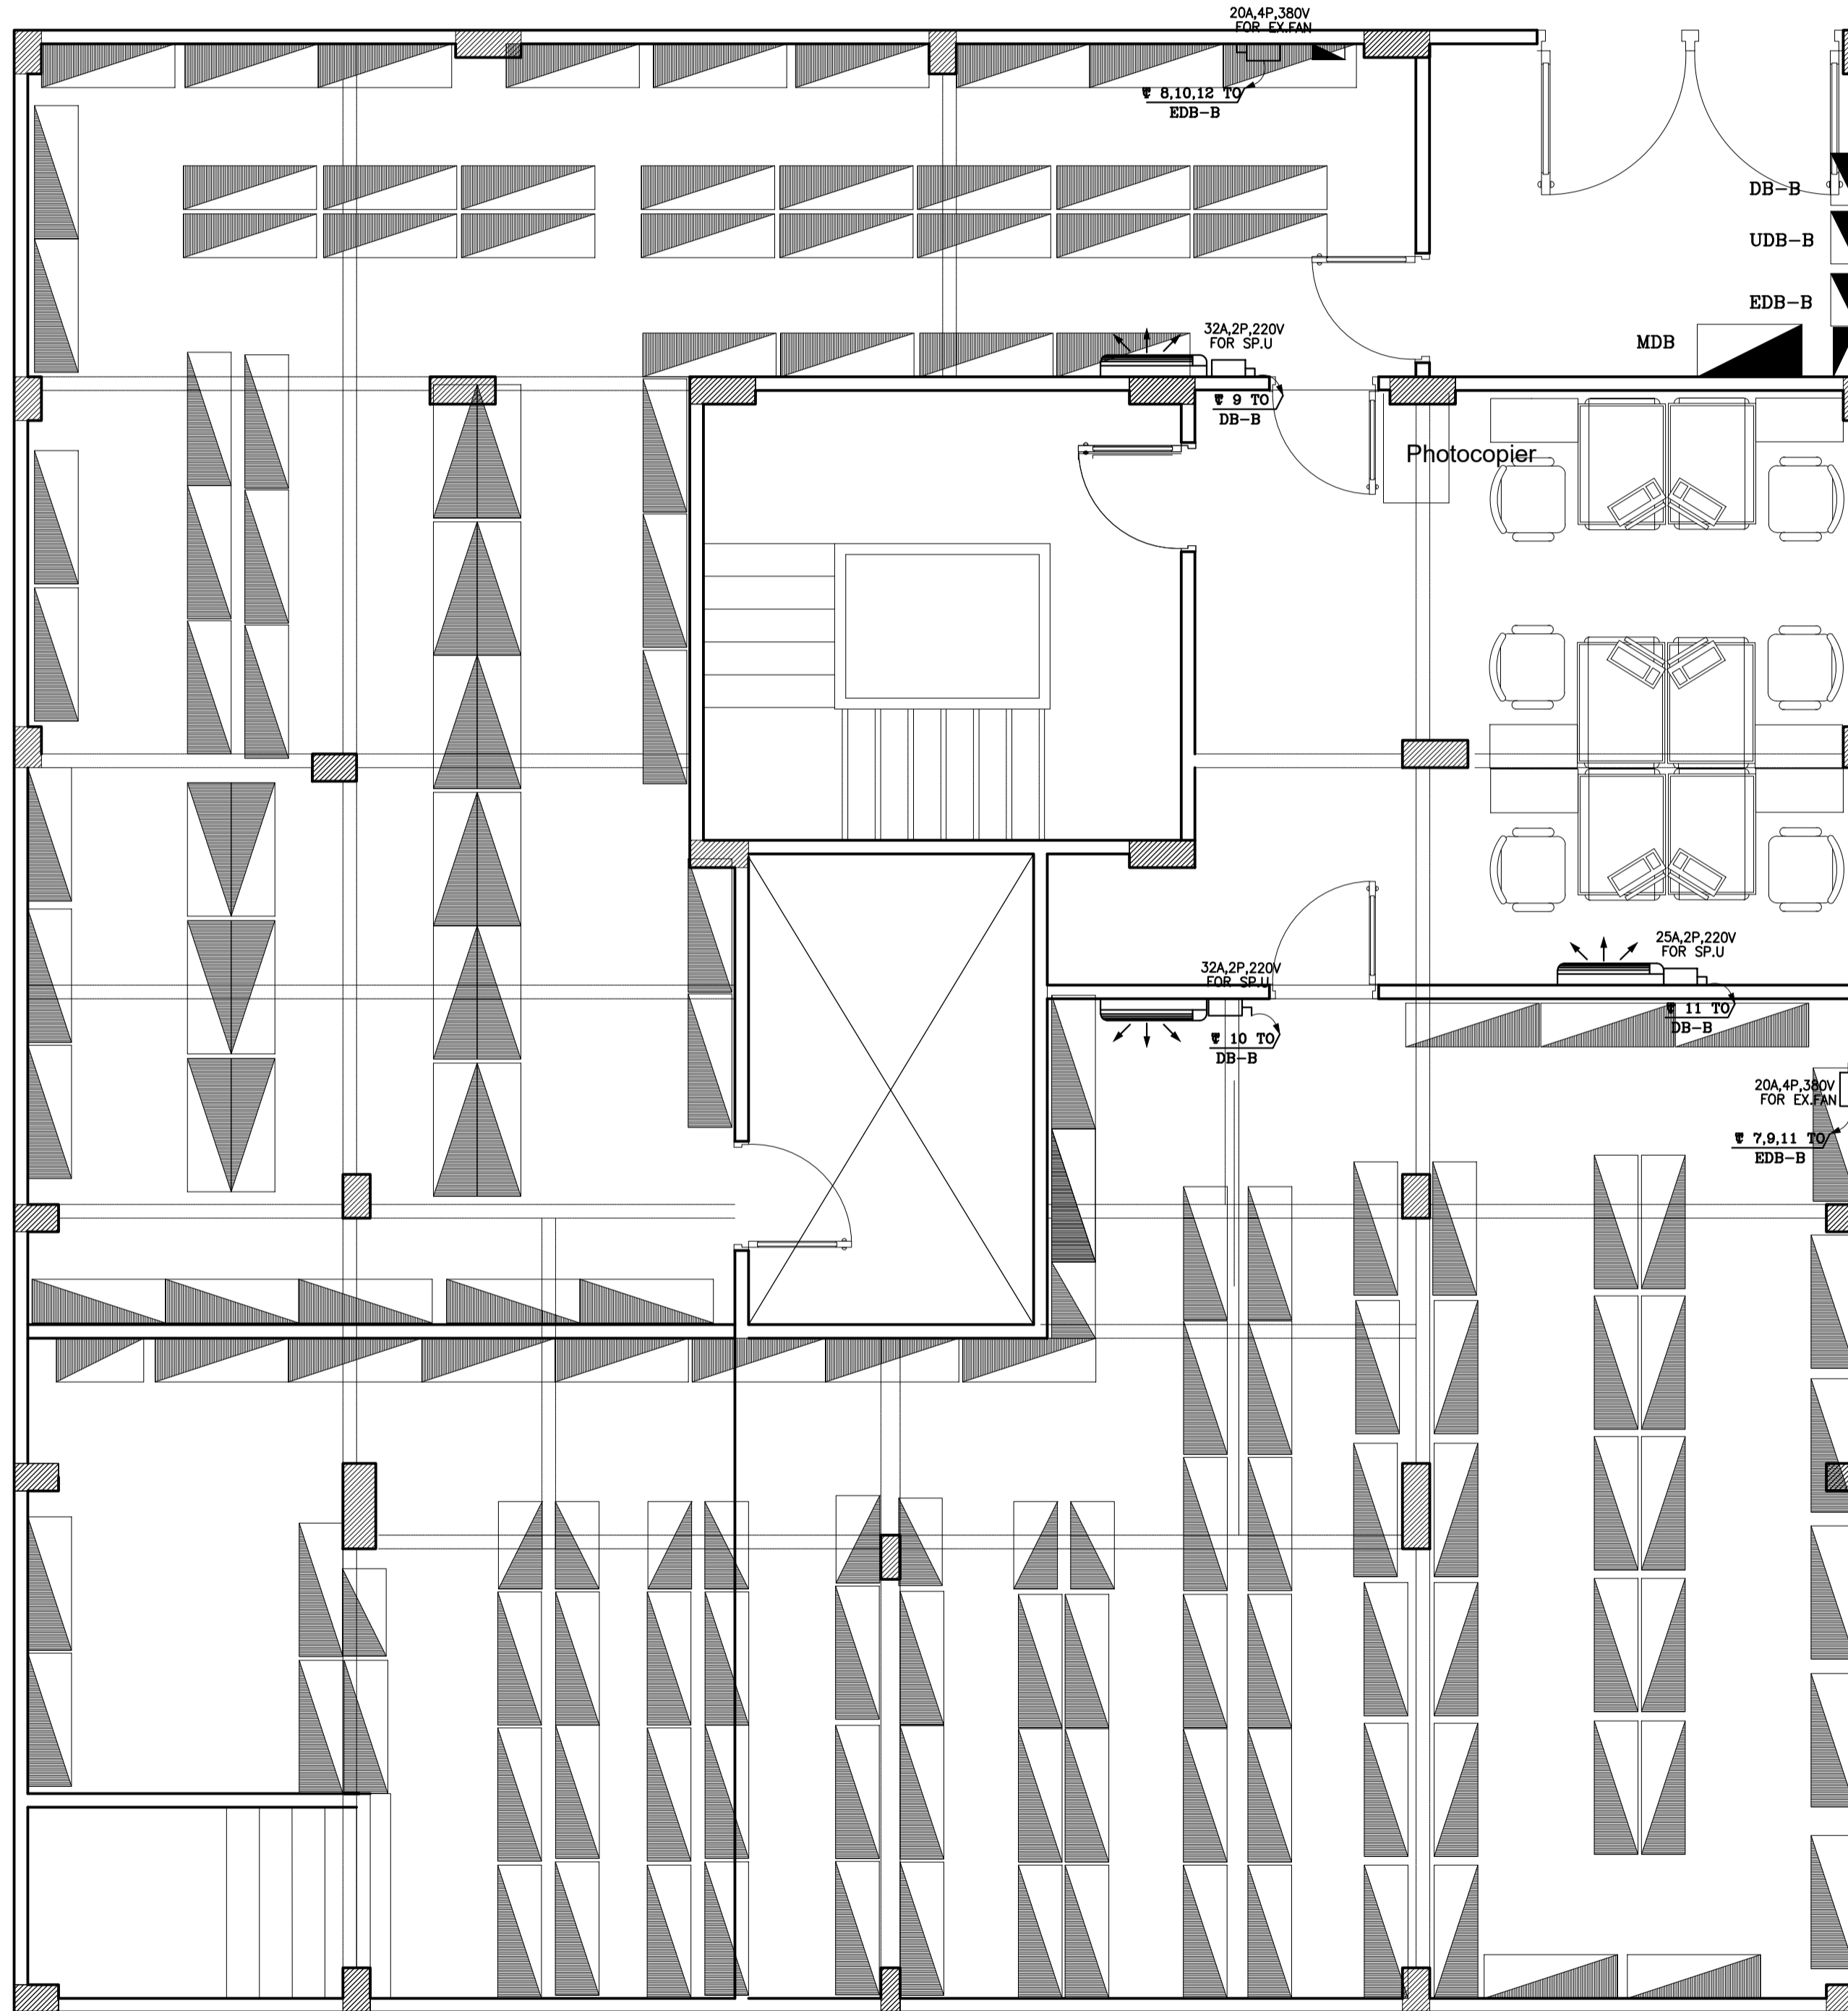 20A,4P,380V
FOR EX.FAN
8,10,12 TO
EDB-B
DB-B
UDB-B
EDB-B
MDB
32A,2P,220V
FOR SP.U
9 TO
DB-B
Photocopier
32A,2P,220V
FOR SP.U
10 TO
DB-B
25A,2P,220V
FOR SP.U
11 TO
DB-B
20A,4P,380V
FOR EX.FAN
7,9,11 TO
EDB-B